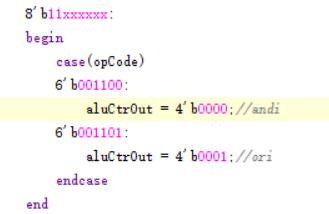 8'b11xxxxxx:
begin
case(opCode)
6'b001100:
aluCtrOut = 4'b0000;//andi
6'b001101:
aluCtrOut = 4'b0001;//ori
endcase
end